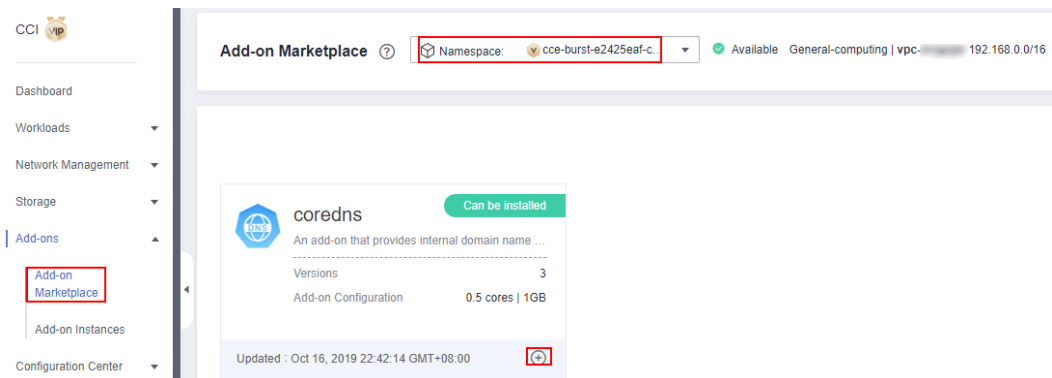 CCI VIP
Dashboard
Workloads
Network Management
Storage
Add-ons
Add-on
Marketplace
Add-on Instances
Configuration Center
Add-on Marketplace ? Namespace: v cce-burst-e2425eaf-c... Available General-computing | vpc- 192.168.0.0/16
Can be installed
DNS
coredns
An add-on that provides internal domain name ...
Versions 3
Add-on Configuration 0.5 cores | 1GB
Updated : Oct 16, 2019 22:42:14 GMT+08:00